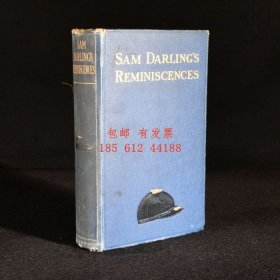 SAM
DARLING'S
REMINISCENCES
SAM DARLING'S
REMINISCENCES
包邮 有发票
185 612 44188